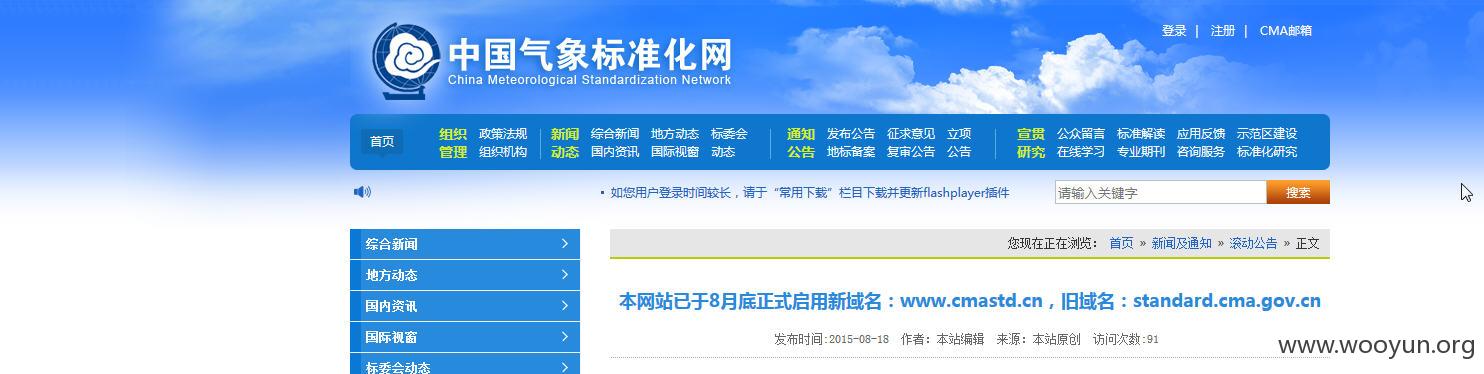 登录 | 注册 | CMA邮箱
中国气象标准化网
China Meteorological Standardization Network
首页
组织管理 政策法规 组织机构
新闻动态 综合新闻 地方动态 标委会 国内资讯 国际视窗 动态
通知公告 发布公告 征求意见 立项 地标备案 复审公告 公告
宣贯研究 公众留言 标准解读 应用反馈 示范区建设 在线学习 专业期刊 咨询服务 标准化研究
如您用户登录时间较长，请于“常用下载”栏目下载并更新flashplayer插件
请输入关键字 搜索
综合新闻
地方动态
国内资讯
国际视窗
标委会动态
您现在正在浏览： 首页 » 新闻及通知 » 滚动公告 » 正文
本网站已于8月底正式启用新域名：www.cmastd.cn，旧域名：standard.cma.gov.cn
发布时间:2015-08-18 作者：本站编辑 来源：本站原创 访问次数:91
www.wooyun.org